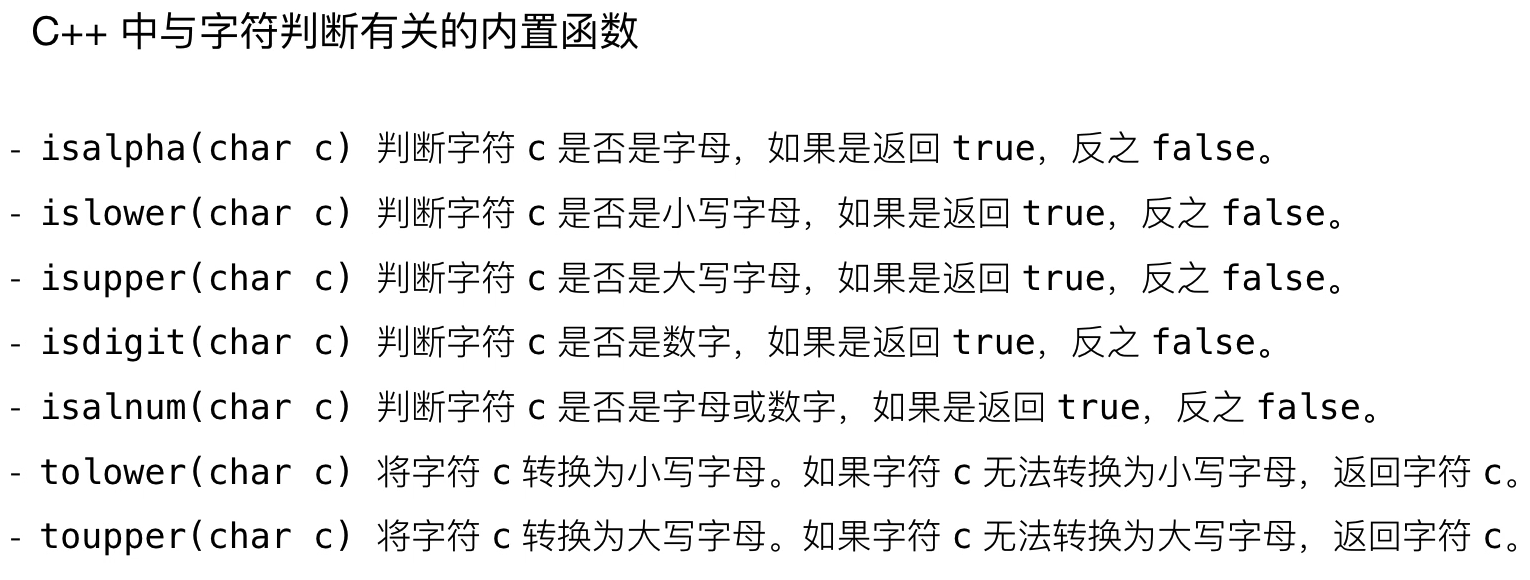 C++ 中与字符判断有关的内置函数
- isalpha(char c) 判断字符 c 是否是字母，如果是返回 true，反之 false。
- islower(char c) 判断字符 c 是否是小写字母，如果是返回 true，反之 false。
- isupper(char c) 判断字符 c 是否是大写字母，如果是返回 true，反之 false。
- isdigit(char c) 判断字符 c 是否是数字，如果是返回 true，反之 false。
- isalnum(char c) 判断字符 c 是否是字母或数字，如果是返回 true，反之 false。
- tolower(char c) 将字符 c 转换为小写字母。如果字符 c 无法转换为小写字母，返回字符 c。
- toupper(char c) 将字符 c 转换为大写字母。如果字符 c 无法转换为大写字母，返回字符 c。